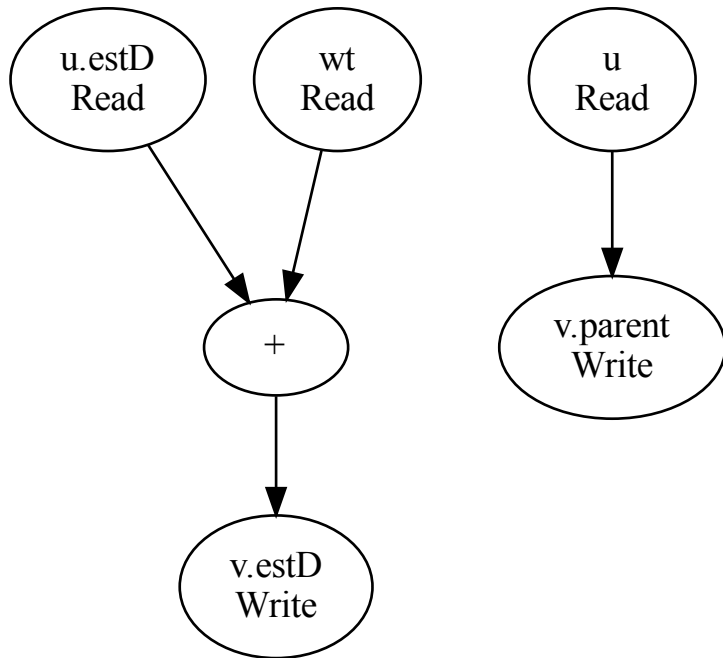 u.estD
Read
wt
Read
u
Read
+
v.parent
Write
v.estD
Write